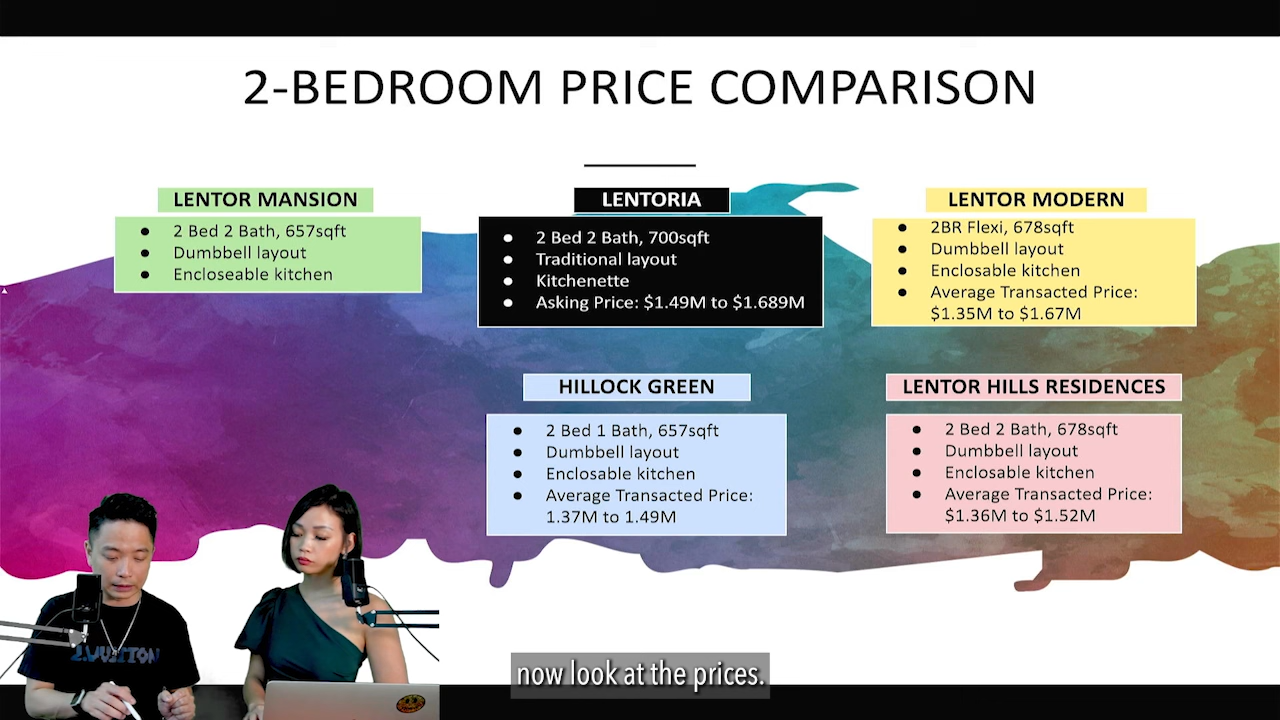 2-BEDROOM PRICE COMPARISON
LENTOR MANSION
● 2 Bed 2 Bath, 657sqft
● Dumbbell layout
● Encloseable kitchen
LENTORIA
● 2 Bed 2 Bath, 700sqft
● Traditional layout
● Kitchenette
● Asking Price: $1.49M to $1.689M
LENTOR MODERN
● 2BR Flexi, 678sqft
● Dumbbell layout
● Enclosable kitchen
● Average Transacted Price:
$1.35M to $1.67M
HILLOCK GREEN
● 2 Bed 1 Bath, 657sqft
● Dumbbell layout
● Enclosable kitchen
● Average Transacted Price:
1.37M to 1.49M
LENTOR HILLS RESIDENCES
● 2 Bed 2 Bath, 678sqft
● Dumbbell layout
● Enclosable kitchen
● Average Transacted Price:
$1.36M to $1.52M
now look at the prices.